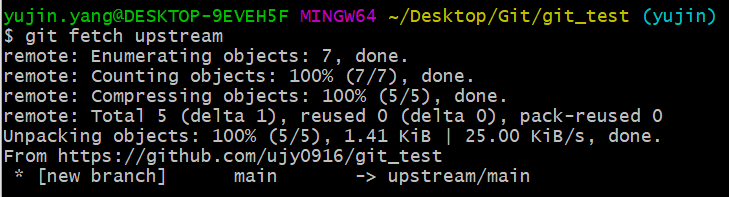 yujin.yang@DESKTOP-9EVEH5F MINGW64 ~/Desktop/Git/git_test (yujin)
$ git fetch upstream
remote: Enumerating objects: 7, done.
remote: Counting objects: 100% (7/7), done.
remote: Compressing objects: 100% (5/5), done.
remote: Total 5 (delta 1), reused 0 (delta 0), pack-reused 0
Unpacking objects: 100% (5/5), 1.41 KiB | 25.00 KiB/s, done.
From https://github.com/ujy0916/git_test
 * [new branch]      main       -> upstream/main